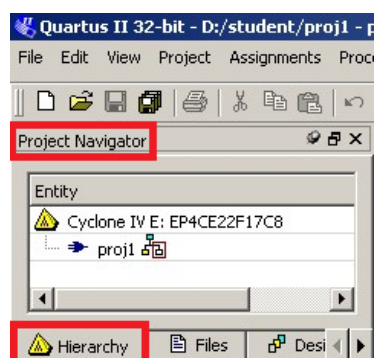 Quartus II 32-bit - D:/student/proj1 - p
File Edit View Project Assignments Proc
Project Navigator
Entity
Cyclone IV E: EP4CE22F17C8
proj1
Hierarchy Files Desi